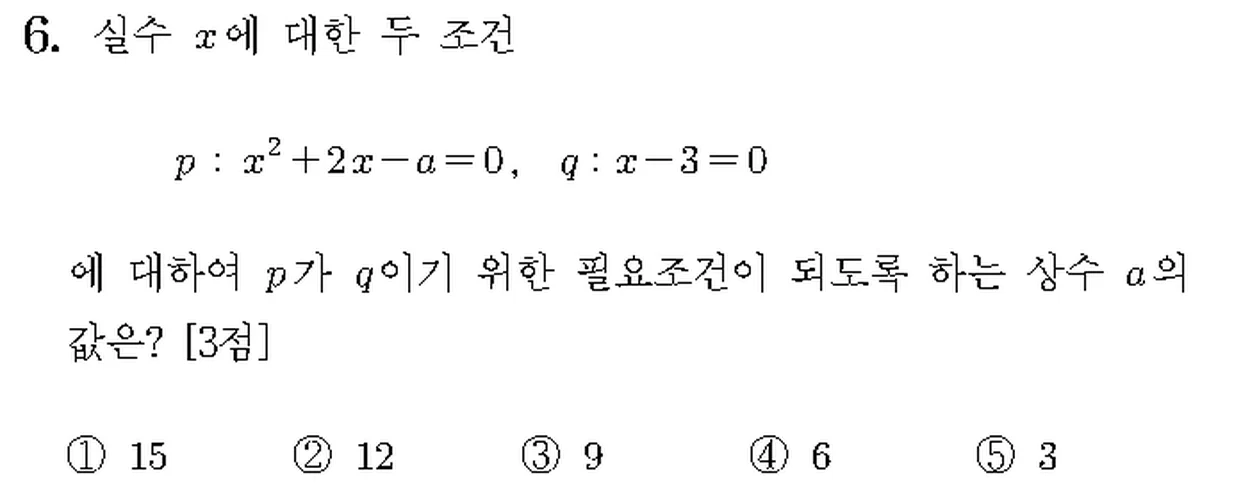 6. 실수 x에 대한 두 조건
p : x²+2x−a=0, q : x−3=0
에 대하여 p가 q이기 위한 필요조건이 되도록 하는 상수 a의
값은? [3점]
① 15 ② 12 ③ 9 ④ 6 ⑤ 3